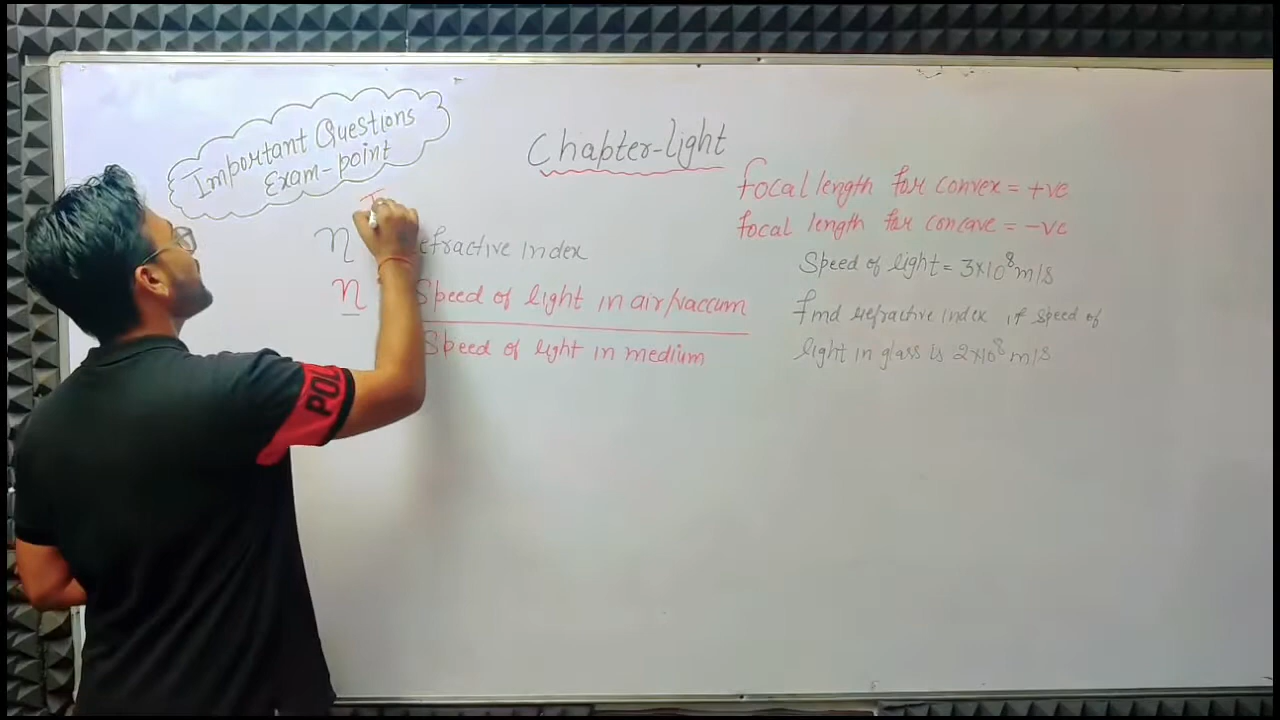 Important Questions
Exam-point
Chapter-light
focal length for convex = +ve
focal length for concave = -ve
Speed of light = 3×10⁸ m/s
find refractive index if speed of
light in glass is 2×10⁸ m/s
n
efractive index
n
Speed of light in air/vaccum
Speed of light in medium
POL